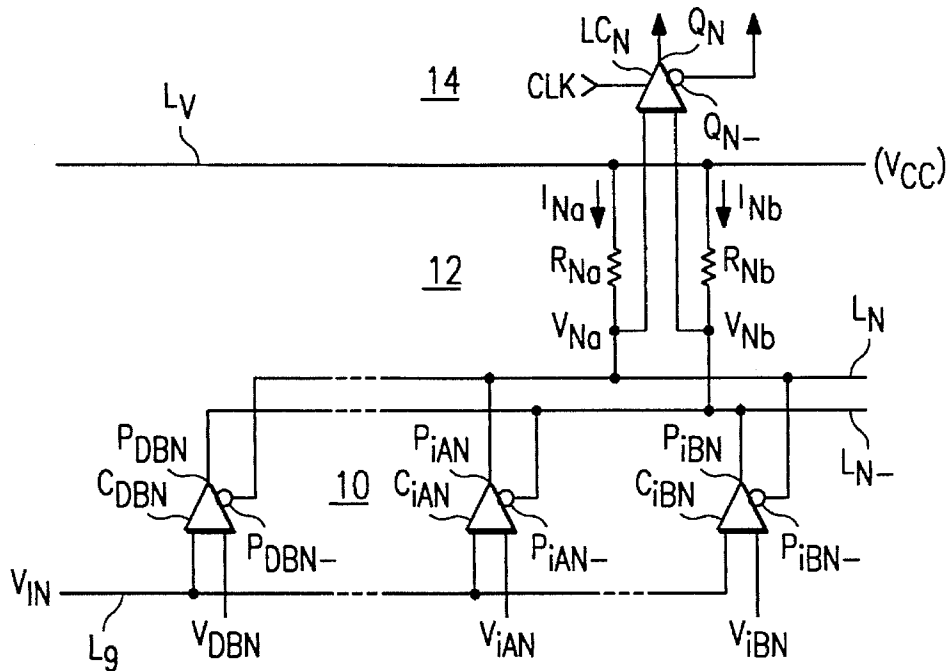 LC_N Q_N
CLK
14
Q_N-
L_V
(V_CC)
I_Na I_Nb
12
R_Na R_Nb
V_Na V_Nb
L_N
L_N-
P_DBN P_iAN P_iBN
C_DBN 10 C_iAN C_iBN
P_DBN- P_iAN- P_iBN-
V_IN
L_g V_DBN V_iAN V_iBN